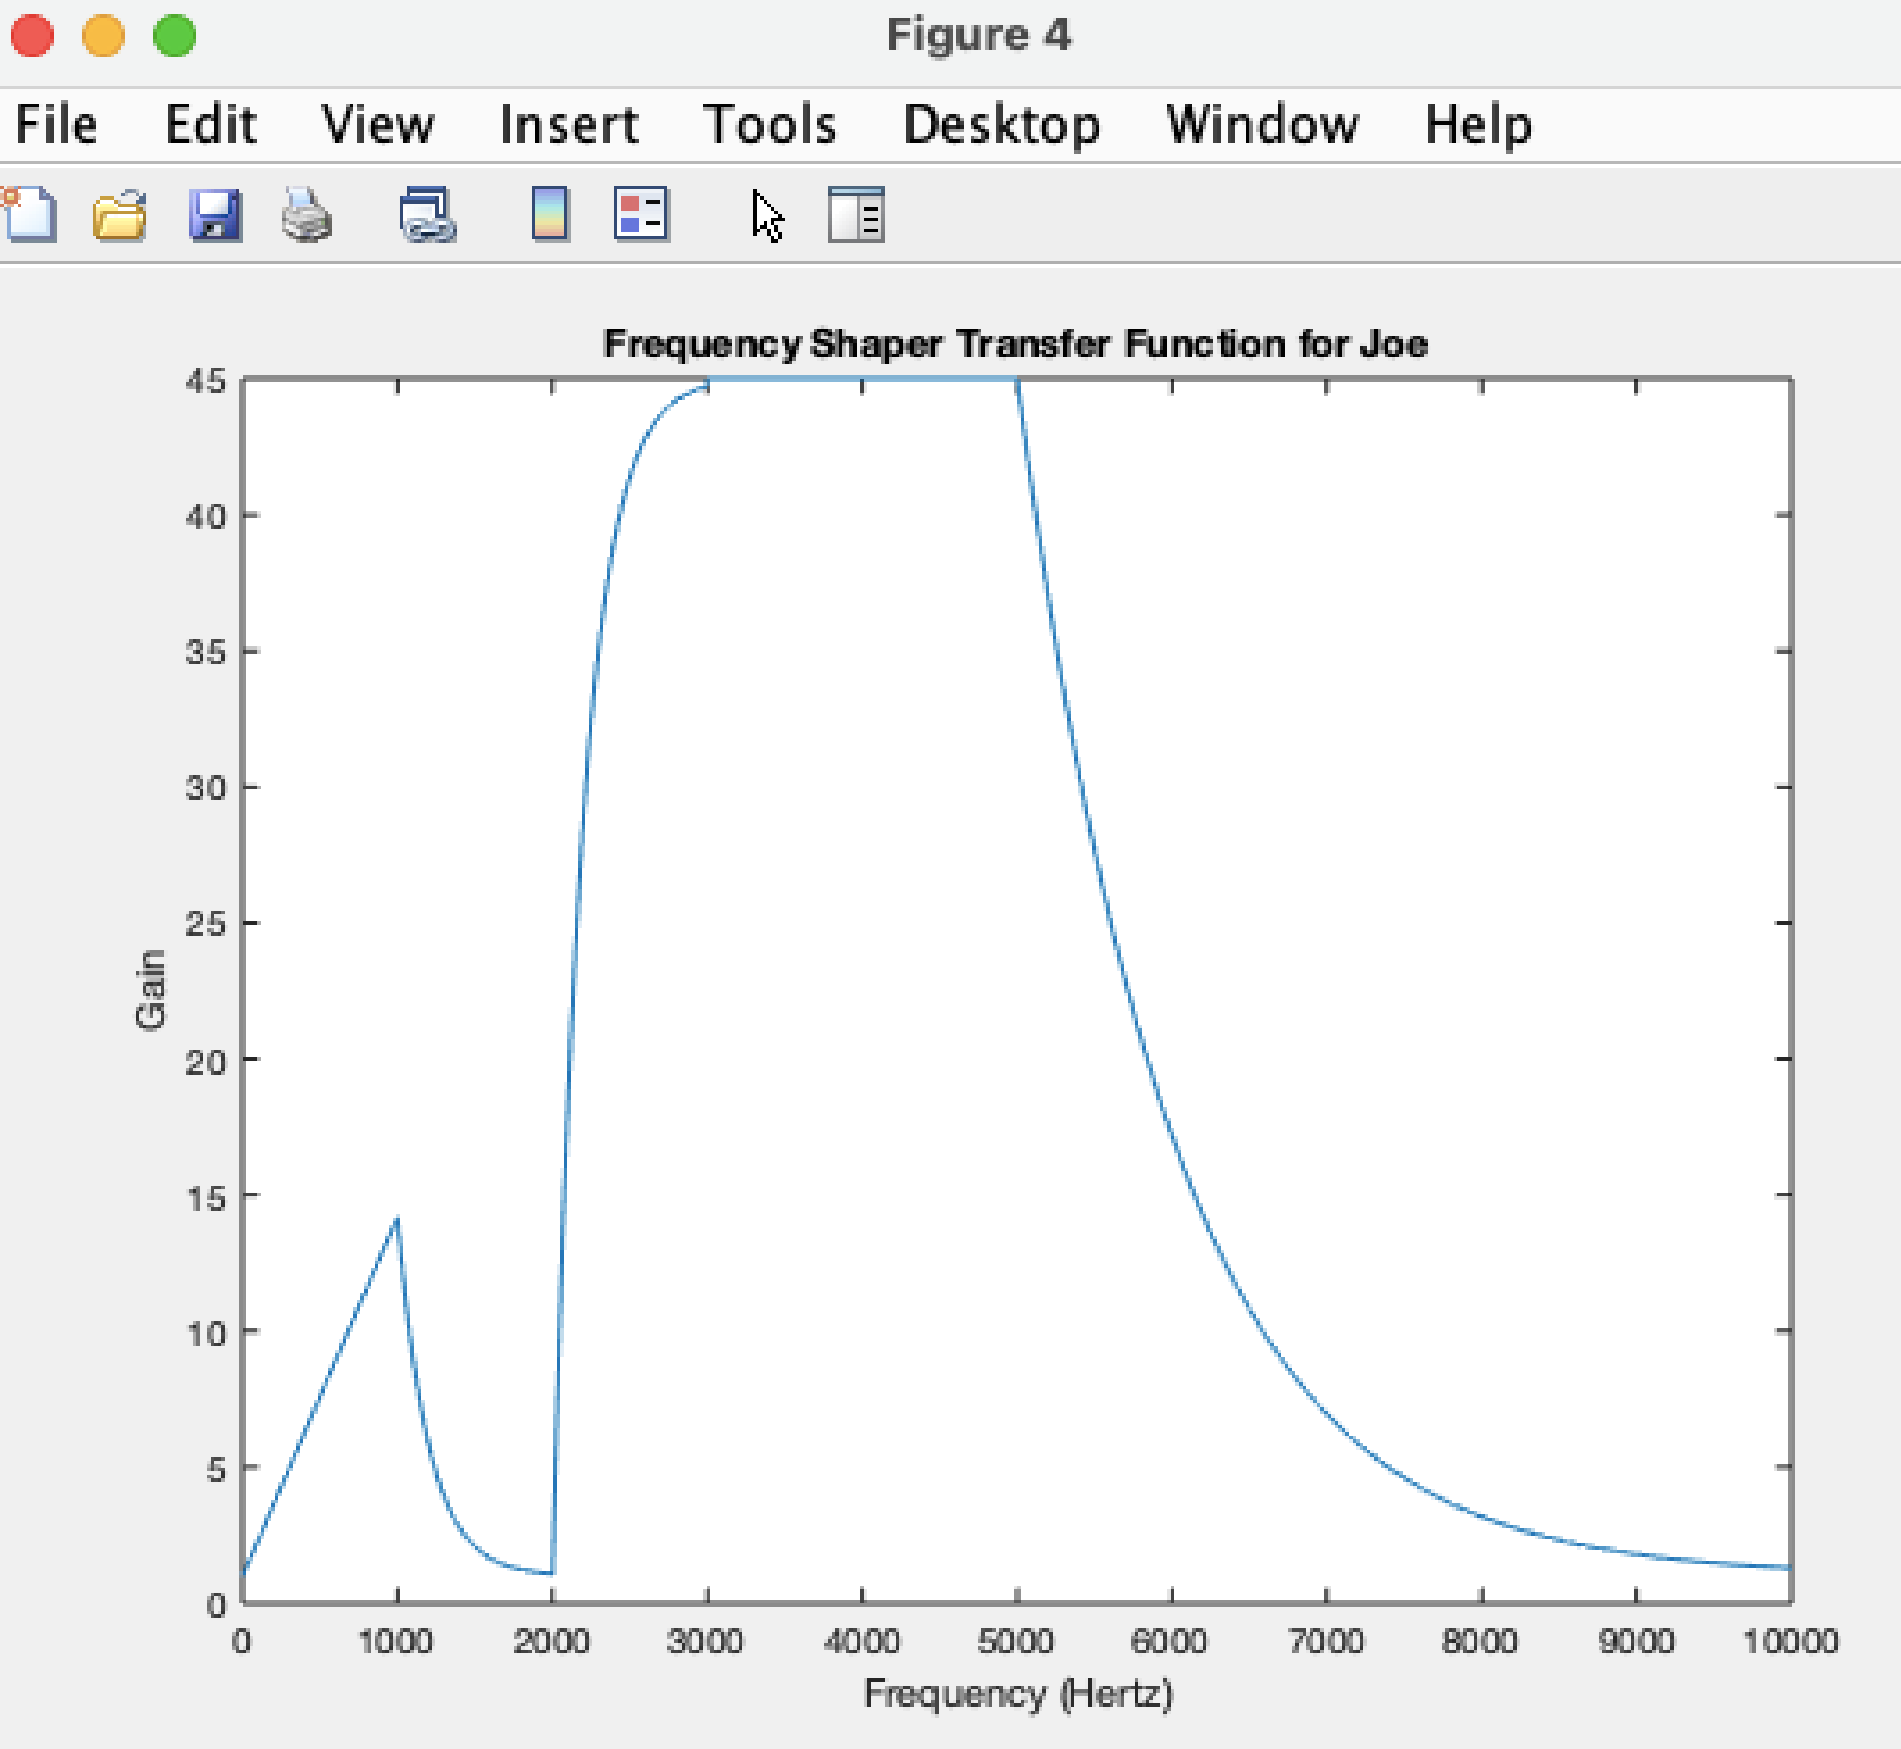 Figure 4
File Edit View Insert Tools Desktop Window Help
Frequency Shaper Transfer Function for Joe
45
40
35
30
25
20
15
10
5
0
Gain
0 1000 2000 3000 4000 5000 6000 7000 8000 9000 10000
Frequency (Hertz)